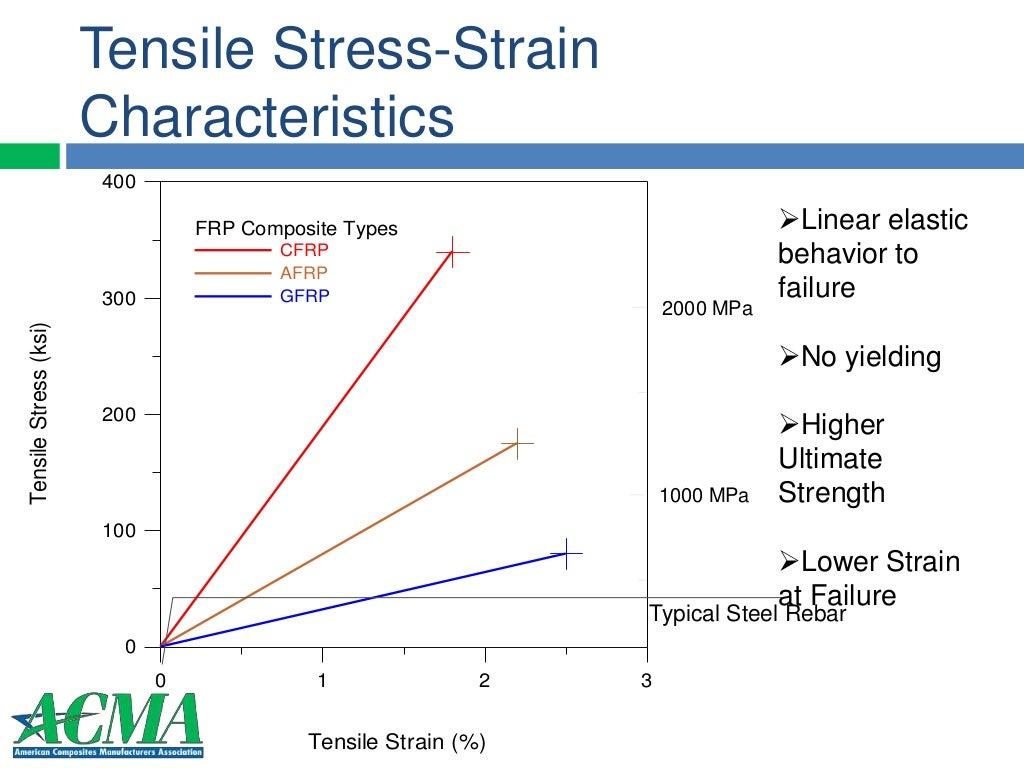 Tensile Stress-Strain
Characteristics
400
300
200
100
0
Tensile Stress (ksi)
FRP Composite Types
CFRP
AFRP
GFRP
2000 MPa
1000 MPa
Typical Steel Rebar
0
1
2
3
Tensile Strain (%)
➢Linear elastic
behavior to
failure
➢No yielding
➢Higher
Ultimate
Strength
➢Lower Strain
at Failure
ACMA
American Composites Manufacturers Association